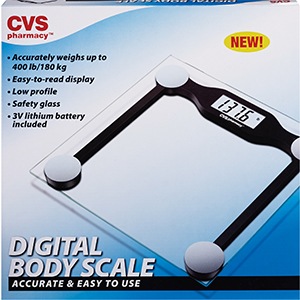 CVS
pharmacy™
NEW!
• Accurately weighs up to
400 lb/180 kg
• Easy-to-read display
• Low profile
• Safety glass
• 3V lithium battery
included
137.6
DIGITAL
BODY SCALE
ACCURATE & EASY TO USE